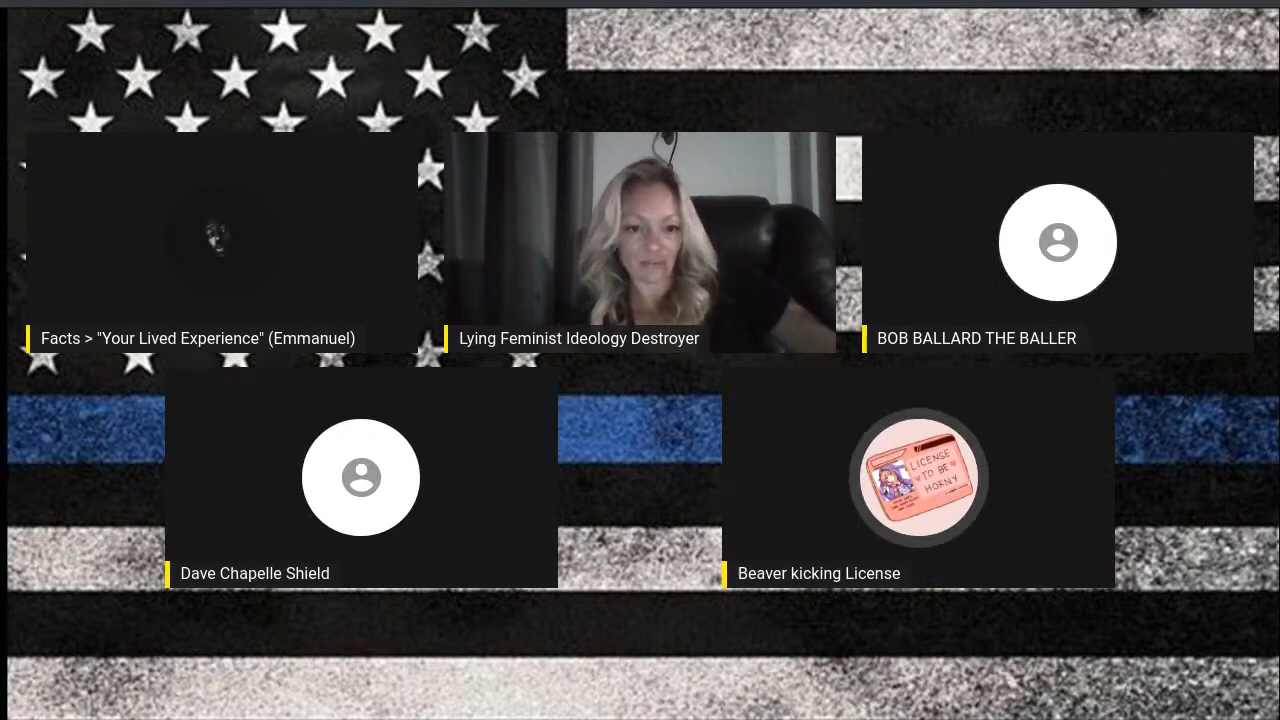 Facts > "Your Lived Experience" (Emmanuel)
Lying Feminist Ideology Destroyer
BOB BALLARD THE BALLER
LICENSE
TO BE
HORNY
Dave Chapelle Shield
Beaver kicking License